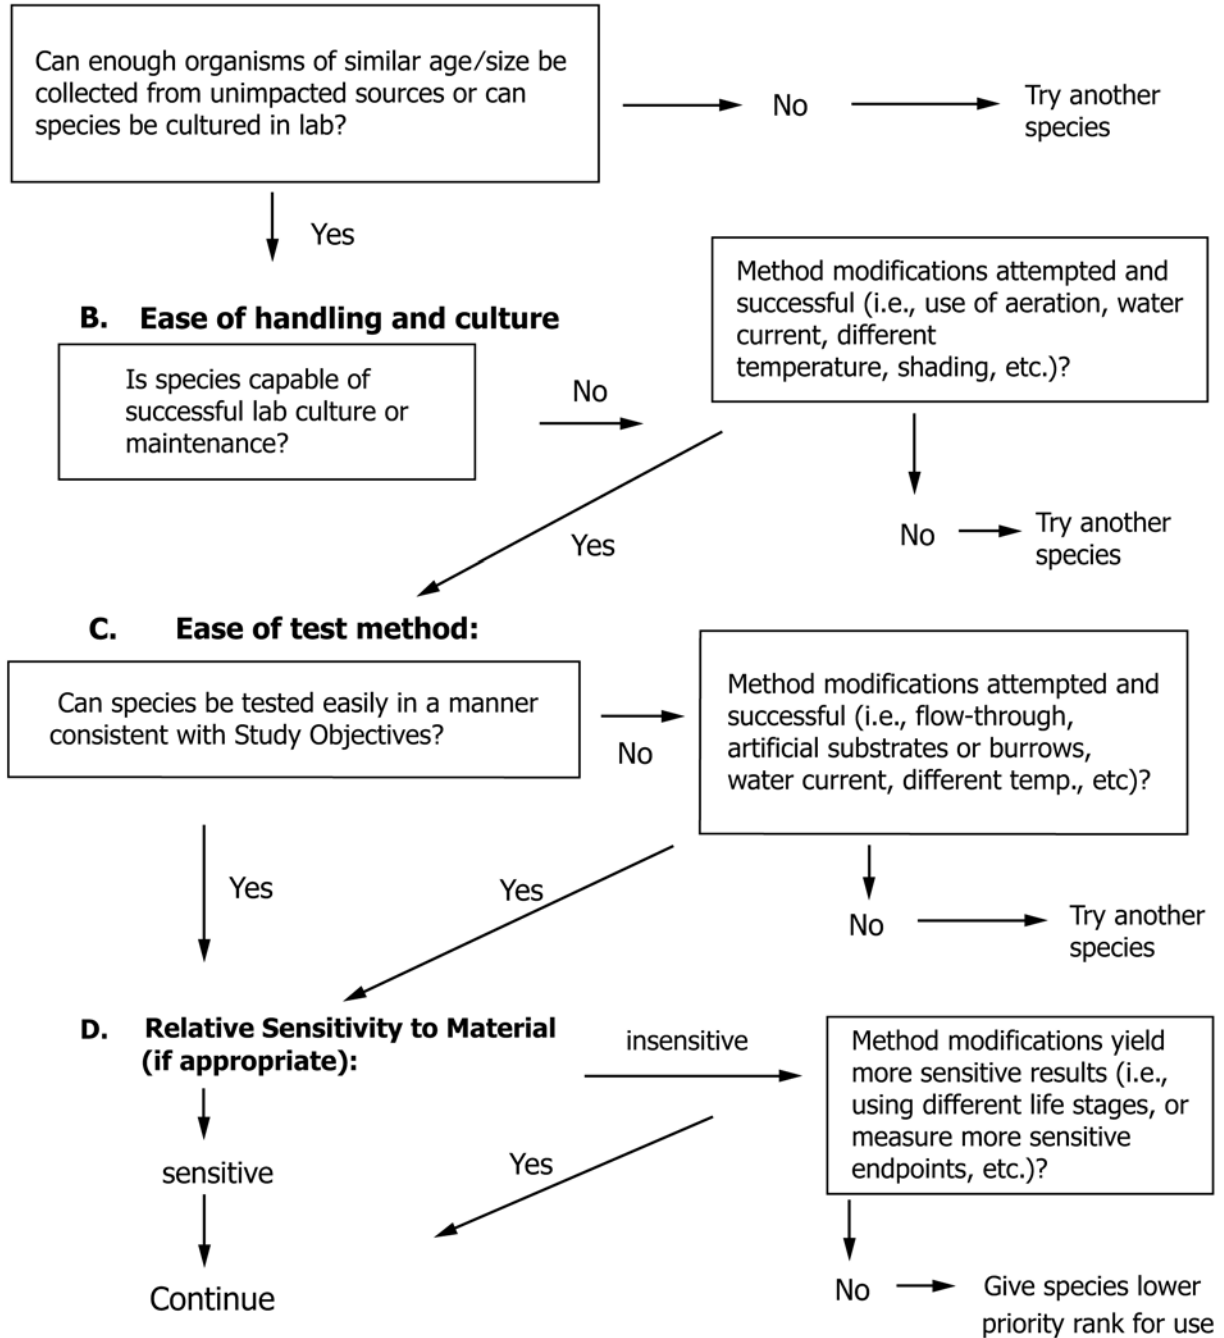 Can enough organisms of similar age/size be
collected from unimpacted sources or can
species be cultured in lab?
No
Try another
species
Yes
Method modifications attempted and
successful (i.e., use of aeration, water
current, different
temperature, shading, etc.)?
B. Ease of handling and culture
Is species capable of
successful lab culture or
maintenance?
No
No
Try another
species
Yes
C. Ease of test method:
Can species be tested easily in a manner
consistent with Study Objectives?
No
Method modifications attempted and
successful (i.e., flow-through,
artificial substrates or burrows,
water current, different temp., etc)?
Yes
Yes
No
Try another
species
D. Relative Sensitivity to Material
(if appropriate):
insensitive
Method modifications yield
more sensitive results (i.e.,
using different life stages, or
measure more sensitive
endpoints, etc.)?
sensitive
Yes
Continue
No
Give species lower
priority rank for use